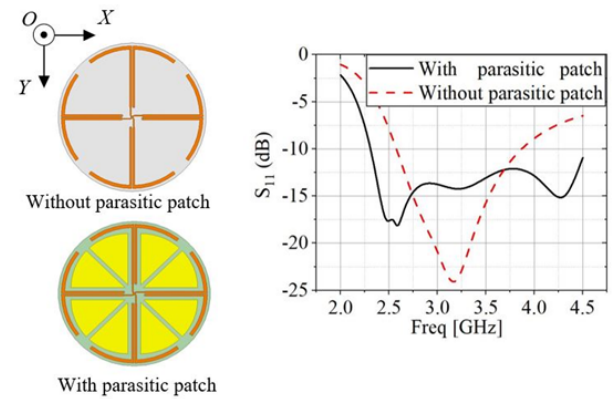 O X
Y
Without parasitic patch
With parasitic patch
With parasitic patch
Without parasitic patch
S11 (dB)
0
-5
-10
-15
-20
-25
2.0 2.5 3.0 3.5 4.0 4.5
Freq [GHz]